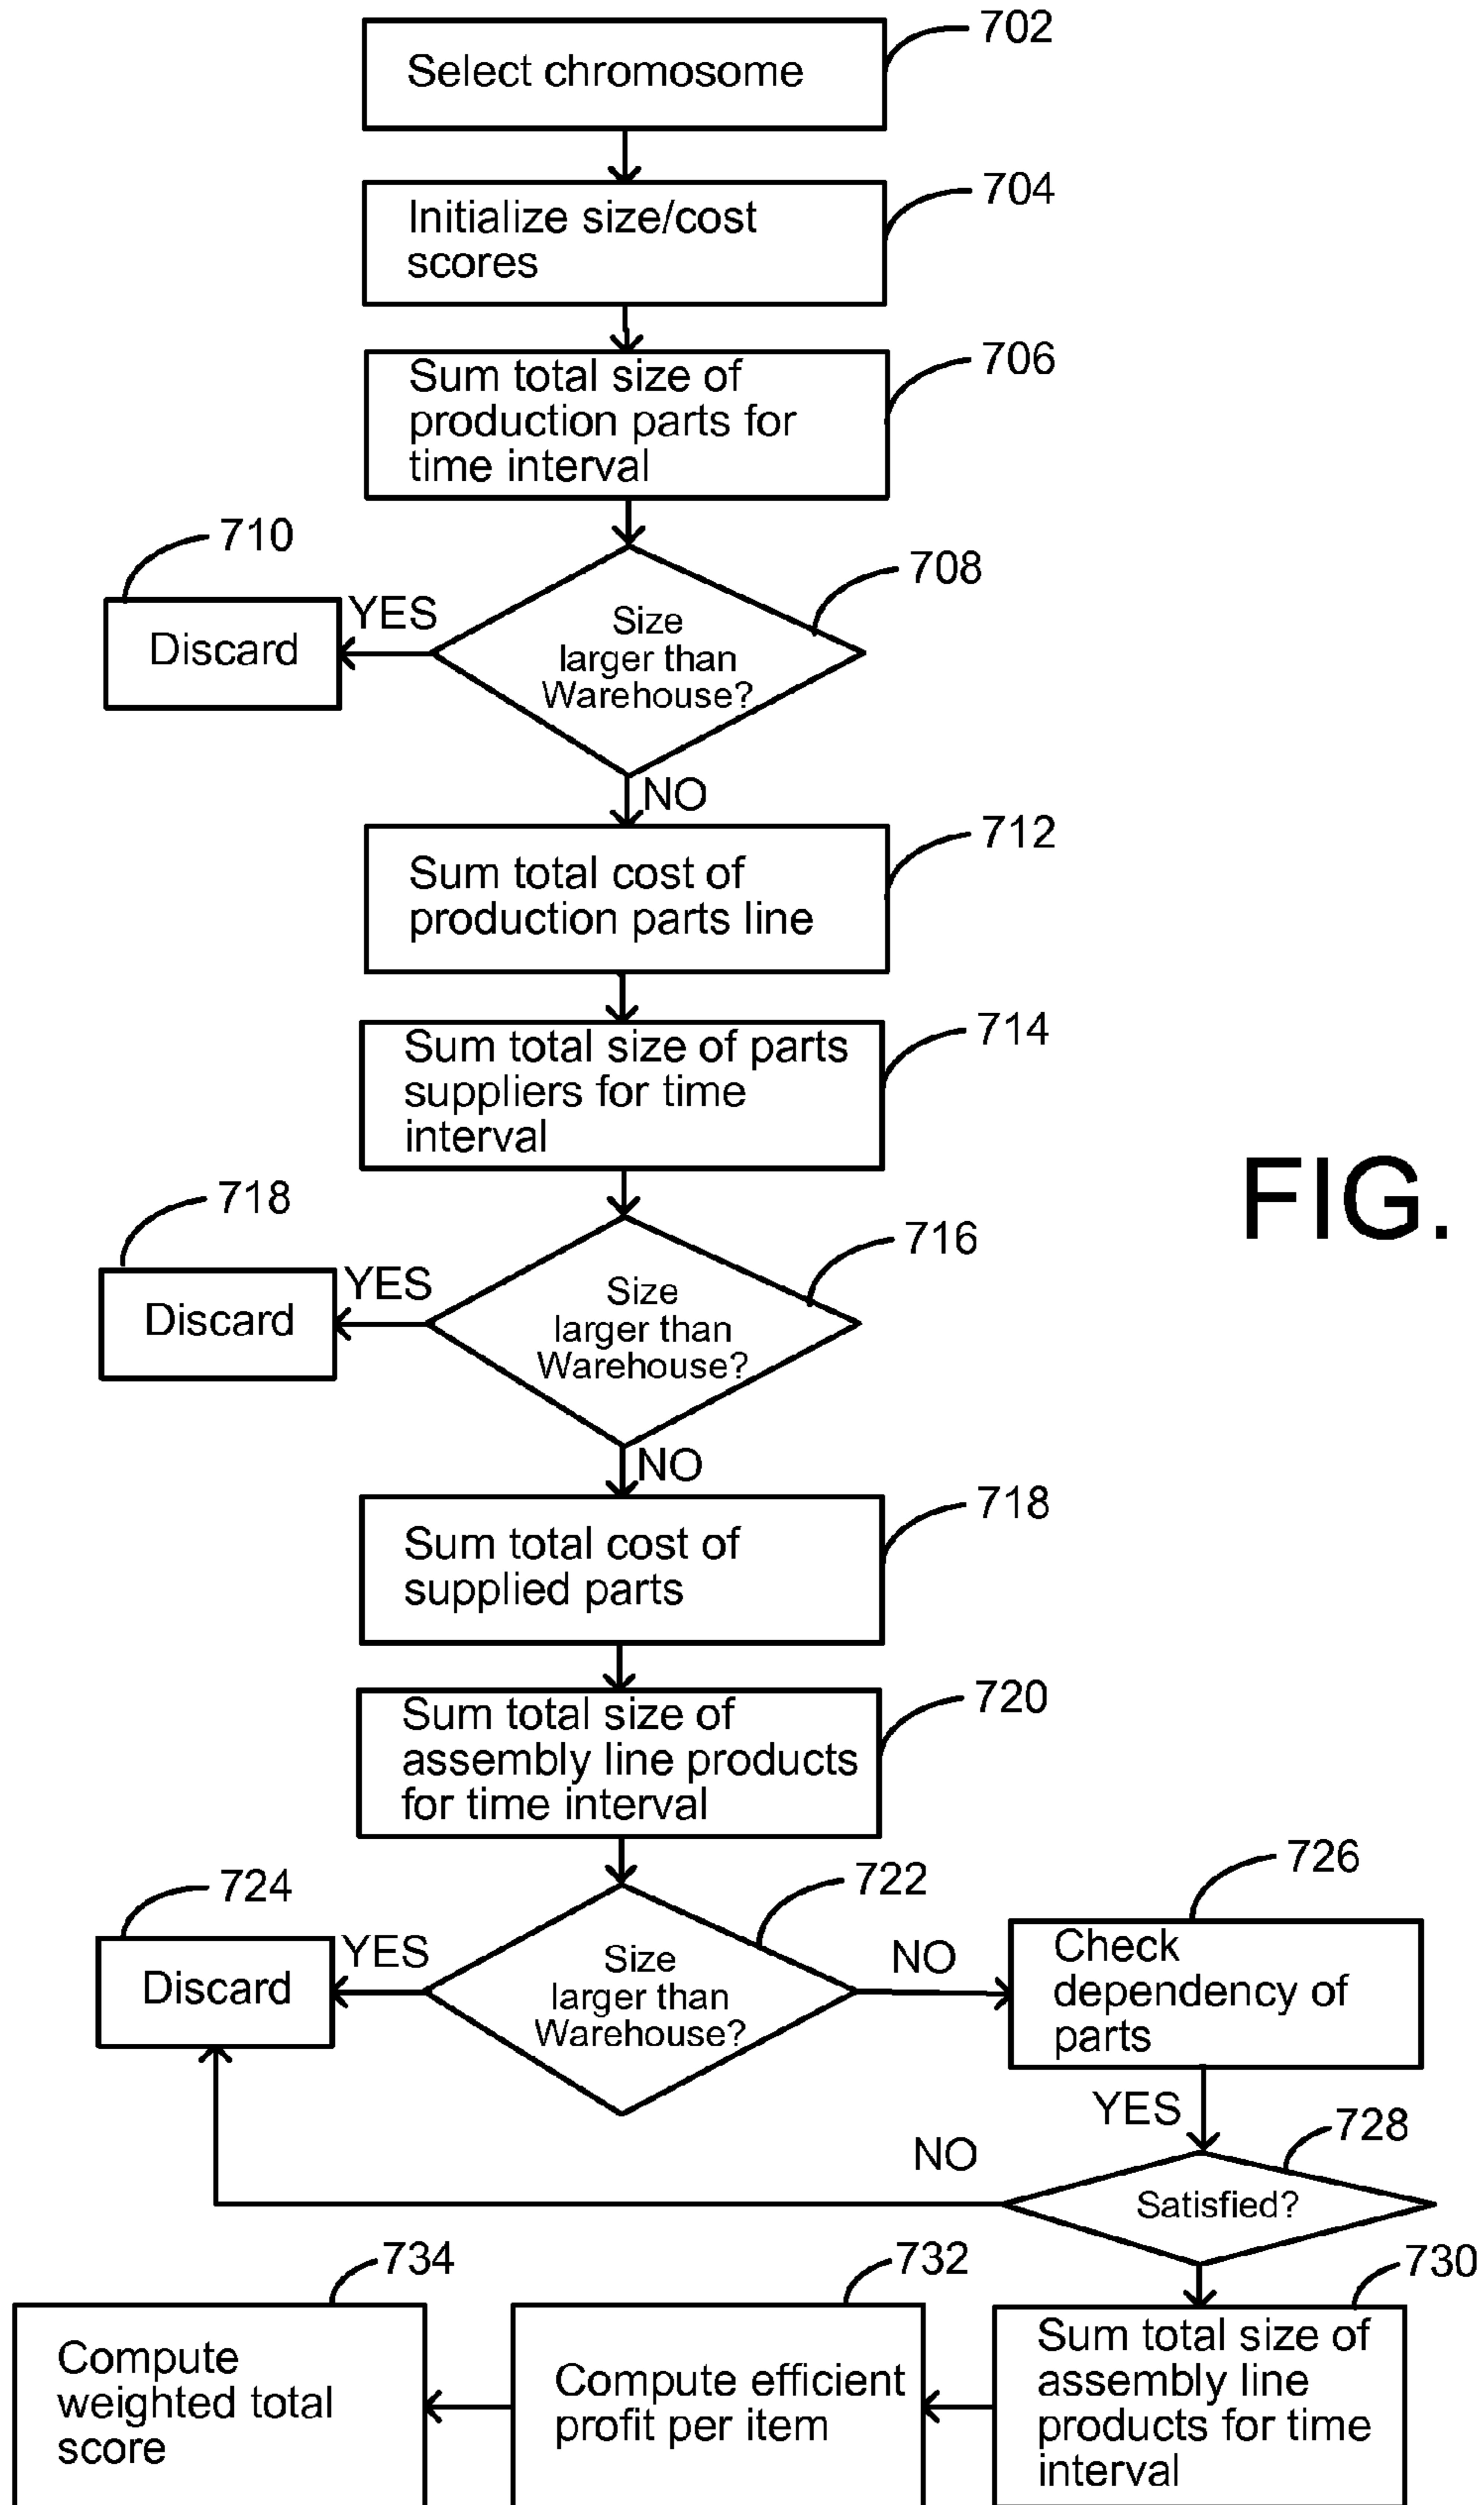 702
Select chromosome
704
Initialize size/cost
scores
706
Sum total size of
production parts for
time interval
710
708
YES
Discard
Size
larger than
Warehouse?
NO
712
Sum total cost of
production parts line
714
Sum total size of parts
suppliers for time
interval
FIG.
718
716
YES
Discard
Size
larger than
Warehouse?
NO
718
Sum total cost of
supplied parts
720
Sum total size of
assembly line products
for time interval
726
724
722
YES
NO
Discard
Size
larger than
Warehouse?
Check
dependency of
parts
YES
728
NO
Satisfied?
734
732
730
Compute
weighted total
score
Compute efficient
profit per item
Sum total size of
assembly line
products for time
interval